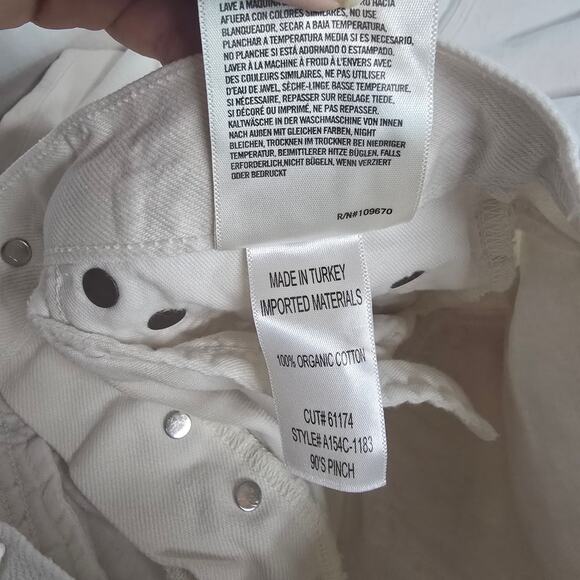 LAVE A MAQUINA HACIA
AFUERA CON COLORES SIMILARES, NO USE
BLANQUEADOR, SECAR A BAJA TEMPERATURA,
PLANCHAR A TEMPERATURA MEDIA SI ES NECESARIO,
NO PLANCHE SI ESTÁ ADORNADO O ESTAMPADO.
LAVER À LA MACHINE À FROID À L'ENVERS AVEC
DES COULEURS SIMILAIRES, NE PAS UTILISER
D'EAU DE JAVEL, SÈCHE-LINGE BASSE TEMPÉRATURE,
SI NÉCESSAIRE, REPASSER SUR REGLAGE TIEDE,
SI DÉCORÉ OU IMPRIMÉ, NE PAS REPASSER.
KALTWÄSCHE IN DER WASCHMASCHINE VON INNEN
NACH AUßEN MIT GLEICHEN FARBEN, NIGHT
BLEICHEN, TROCKNEN IM TROCKNER BEI NIEDRIGER
TEMPERATUR, BEIMITTLERER HITZE BÜGLEN, FALLS
ERFORDERLICH,NICHT BÜGELN, WENN VERZIERT
ODER BEDRUCKT
R/N#109670
MADE IN TURKEY
IMPORTED MATERIALS
100% ORGANIC COTTON
CUT# 61174
STYLE# A154C-1183
90'S PINCH